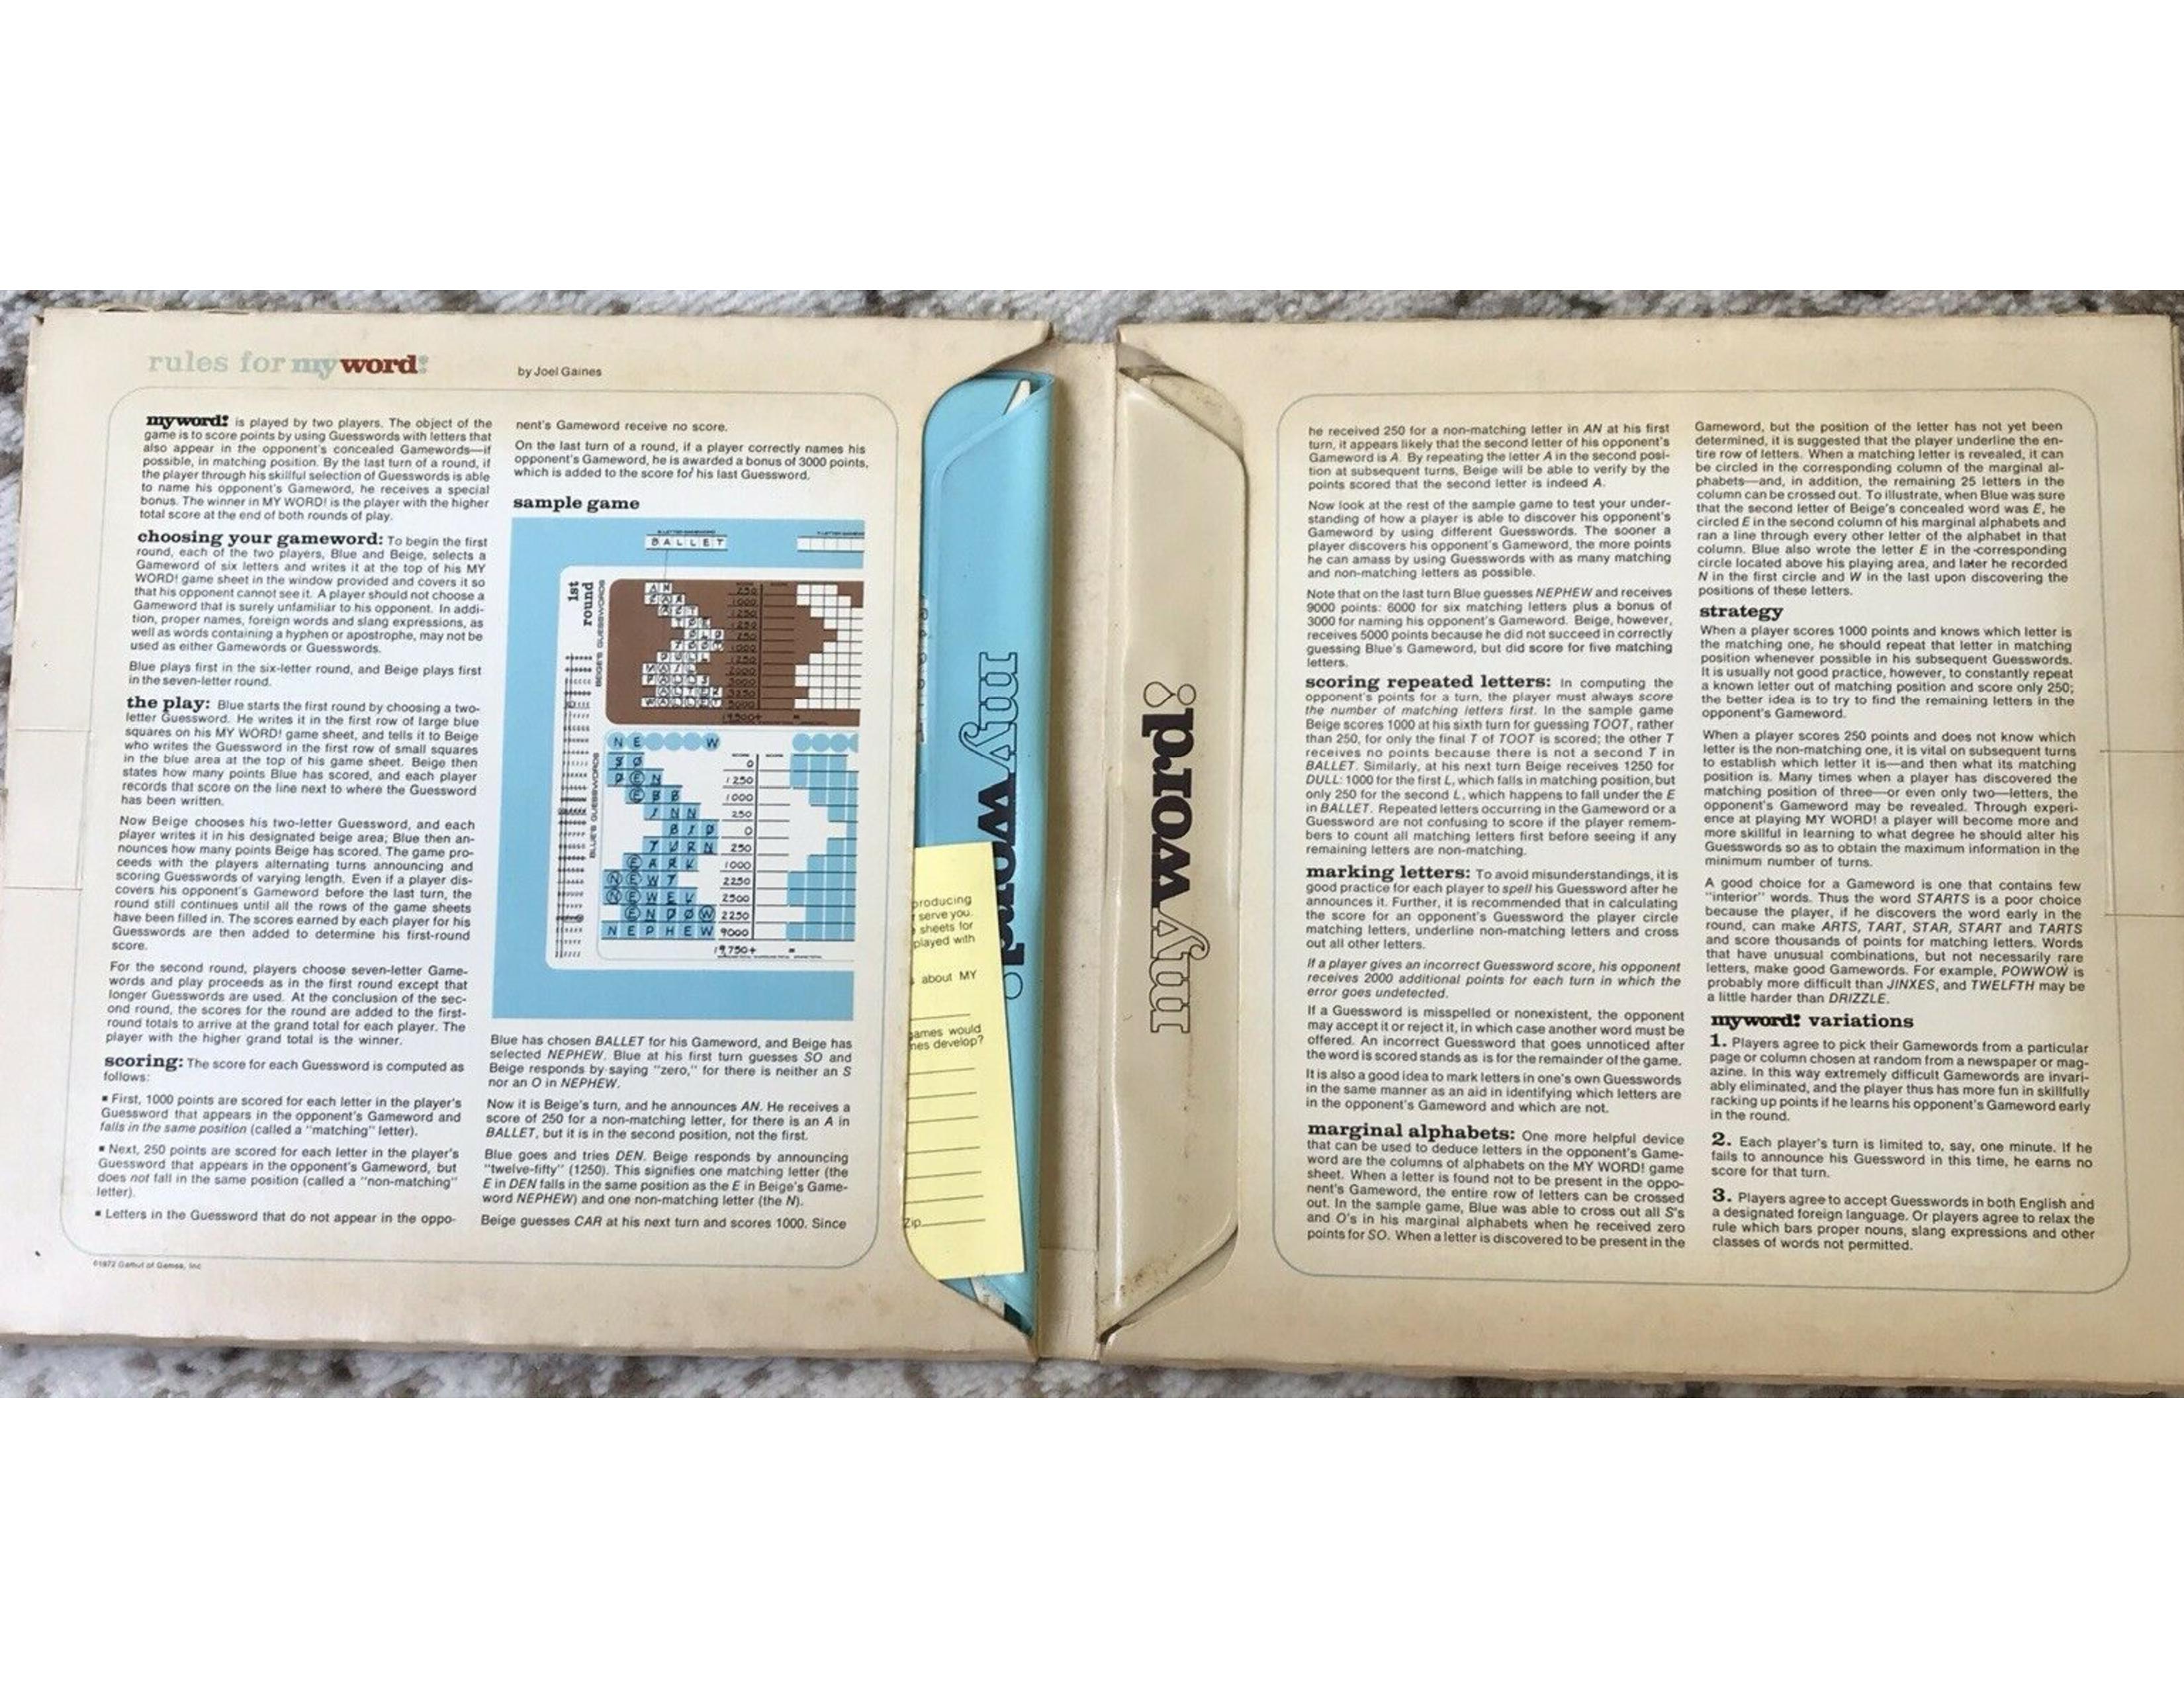 rules for my word!
by Joel Gaines
my word! is played by two players. The object of the
game is to score points by using Guesswords with letters that
also appear in the opponent's concealed Gamewords—if
possible, in matching position. By the last turn of a round, if
the player through his skillful selection of Guesswords is able
to name his opponent's Gameword, he receives a special
bonus. The winner in MY WORD! is the player with the higher
total score at the end of both rounds of play.
choosing your gameword: To begin the first
round, each of the two players, Blue and Beige, selects a
Gameword of six letters and writes it at the top of his MY
WORD! game sheet in the window provided and covers it so
that his opponent cannot see it. A player should not choose a
Gameword that is surely unfamiliar to his opponent. In addi-
tion, proper names, foreign words and slang expressions, as
well as words containing a hyphen or apostrophe, may not be
used as either Gamewords or Guesswords.
Blue plays first in the six-letter round, and Beige plays first
in the seven-letter round.
the play: Blue starts the first round by choosing a two-
letter Guessword. He writes it in the first row of large blue
squares on his MY WORD! game sheet, and tells it to Beige
who writes the Guessword in the first row of small squares
in the blue area at the top of his game sheet. Beige then
states how many points Blue has scored, and each player
records that score on the line next to where the Guessword
has been written.
Now Beige chooses his two-letter Guessword, and each
player writes it in his designated beige area; Blue then an-
nounces how many points Beige has scored. The game pro-
ceeds with the players alternating turns announcing and
scoring Guesswords of varying length. Even if a player dis-
covers his opponent's Gameword before the last turn, the
round still continues until all the rows of the game sheets
have been filled in. The scores earned by each player for his
Guesswords are then added to determine his first-round
score.
For the second round, players choose seven-letter Game-
words and play proceeds as in the first round except that
longer Guesswords are used. At the conclusion of the sec-
ond round, the scores for the round are added to the first-
round totals to arrive at the grand total for each player. The
player with the higher grand total is the winner.
scoring: The score for each Guessword is computed as
follows:
▪ First, 1000 points are scored for each letter in the player's
Guessword that appears in the opponent's Gameword and
falls in the same position (called a "matching" letter).
▪ Next, 250 points are scored for each letter in the player's
Guessword that appears in the opponent's Gameword, but
does not fall in the same position (called a "non-matching"
letter).
▪ Letters in the Guessword that do not appear in the oppo-
©1972 Gamut of Games, Inc
nent's Gameword receive no score.
On the last turn of a round, if a player correctly names his
opponent's Gameword, he is awarded a bonus of 3000 points,
which is added to the score for his last Guessword.
sample game
BALLET
1st
round
BEIGE'S GUESSWORDS
AN 250
CAR 1000
1250
TOE 1250
OLD 250
TOOT 1000
DULL 1250
MAIL 2000
3000
3250
WALLET 5000
BLUE'S GUESSWORDS
N E W
SO 0
DEN 1250
EBB 1000
INN 250
BIO 0
TURN 250
EARK 1000
NEWT 2250
NEWEL 2500
ENDOW 2250
NEPHEW 9000
19,750+ =
Blue has chosen BALLET for his Gameword, and Beige has
selected NEPHEW. Blue at his first turn guesses SO and
Beige responds by saying "zero," for there is neither an S
nor an O in NEPHEW.
Now it is Beige's turn, and he announces AN. He receives a
score of 250 for a non-matching letter, for there is an A in
BALLET, but it is in the second position, not the first.
Blue goes and tries DEN. Beige responds by announcing
"twelve-fifty" (1250). This signifies one matching letter (the
E in DEN falls in the same position as the E in Beige's Game-
word NEPHEW) and one non-matching letter (the N).
Beige guesses CAR at his next turn and scores 1000. Since
my word!
producing
serve you.
sheets for
played with
about MY
games would
develop?
Zip
my word!
he received 250 for a non-matching letter in AN at his first
turn, it appears likely that the second letter of his opponent's
Gameword is A. By repeating the letter A in the second posi-
tion at subsequent turns, Beige will be able to verify by the
points scored that the second letter is indeed A.
Now look at the rest of the sample game to test your under-
standing of how a player is able to discover his opponent's
Gameword by using different Guesswords. The sooner a
player discovers his opponent's Gameword, the more points
he can amass by using Guesswords with as many matching
and non-matching letters as possible.
Note that on the last turn Blue guesses NEPHEW and receives
9000 points: 6000 for six matching letters plus a bonus of
3000 for naming his opponent's Gameword. Beige, however,
receives 5000 points because he did not succeed in correctly
guessing Blue's Gameword, but did score for five matching
letters.
scoring repeated letters: In computing the
opponent's points for a turn, the player must always score
the number of matching letters first. In the sample game
Beige scores 1000 at his sixth turn for guessing TOOT, rather
than 250, for only the final T of TOOT is scored; the other T
receives no points because there is not a second T in
BALLET. Similarly, at his next turn Beige receives 1250 for
DULL: 1000 for the first L, which falls in matching position, but
only 250 for the second L, which happens to fall under the E
in BALLET. Repeated letters occurring in the Gameword or a
Guessword are not confusing to score if the player remem-
bers to count all matching letters first before seeing if any
remaining letters are non-matching.
marking letters: To avoid misunderstandings, it is
good practice for each player to spell his Guessword after he
announces it. Further, it is recommended that in calculating
the score for an opponent's Guessword the player circle
matching letters, underline non-matching letters and cross
out all other letters.
If a player gives an incorrect Guessword score, his opponent
receives 2000 additional points for each turn in which the
error goes undetected.
If a Guessword is misspelled or nonexistent, the opponent
may accept it or reject it, in which case another word must be
offered. An incorrect Guessword that goes unnoticed after
the word is scored stands as is for the remainder of the game.
It is also a good idea to mark letters in one's own Guesswords
in the same manner as an aid in identifying which letters are
in the opponent's Gameword and which are not.
marginal alphabets: One more helpful device
that can be used to deduce letters in the opponent's Game-
word are the columns of alphabets on the MY WORD! game
sheet. When a letter is found not to be present in the oppo-
nent's Gameword, the entire row of letters can be crossed
out. In the sample game, Blue was able to cross out all S's
and O's in his marginal alphabets when he received zero
points for SO. When a letter is discovered to be present in the
Gameword, but the position of the letter has not yet been
determined, it is suggested that the player underline the en-
tire row of letters. When a matching letter is revealed, it can
be circled in the corresponding column of the marginal al-
phabets—and, in addition, the remaining 25 letters in the
column can be crossed out. To illustrate, when Blue was sure
that the second letter of Beige's concealed word was E, he
circled E in the second column of his marginal alphabets and
ran a line through every other letter of the alphabet in that
column. Blue also wrote the letter E in the corresponding
circle located above his playing area, and later he recorded
N in the first circle and W in the last upon discovering the
positions of these letters.
strategy
When a player scores 1000 points and knows which letter is
the matching one, he should repeat that letter in matching
position whenever possible in his subsequent Guesswords.
It is usually not good practice, however, to constantly repeat
a known letter out of matching position and score only 250;
the better idea is to try to find the remaining letters in the
opponent's Gameword.
When a player scores 250 points and does not know which
letter is the non-matching one, it is vital on subsequent turns
to establish which letter it is—and then what its matching
position is. Many times when a player has discovered the
matching position of three—or even only two—letters, the
opponent's Gameword may be revealed. Through experi-
ence at playing MY WORD! a player will become more and
more skillful in learning to what degree he should alter his
Guesswords so as to obtain the maximum information in the
minimum number of turns.
A good choice for a Gameword is one that contains few
"interior" words. Thus the word STARTS is a poor choice
because the player, if he discovers the word early in the
round, can make ARTS, TART, STAR, START and TARTS
and score thousands of points for matching letters. Words
that have unusual combinations, but not necessarily rare
letters, make good Gamewords. For example, POWWOW is
probably more difficult than JINXES, and TWELFTH may be
a little harder than DRIZZLE.
my word! variations
1. Players agree to pick their Gamewords from a particular
page or column chosen at random from a newspaper or mag-
azine. In this way extremely difficult Gamewords are invari-
ably eliminated, and the player thus has more fun in skillfully
racking up points if he learns his opponent's Gameword early
in the round.
2. Each player's turn is limited to, say, one minute. If he
fails to announce his Guessword in this time, he earns no
score for that turn.
3. Players agree to accept Guesswords in both English and
a designated foreign language. Or players agree to relax the
rule which bars proper nouns, slang expressions and other
classes of words not permitted.